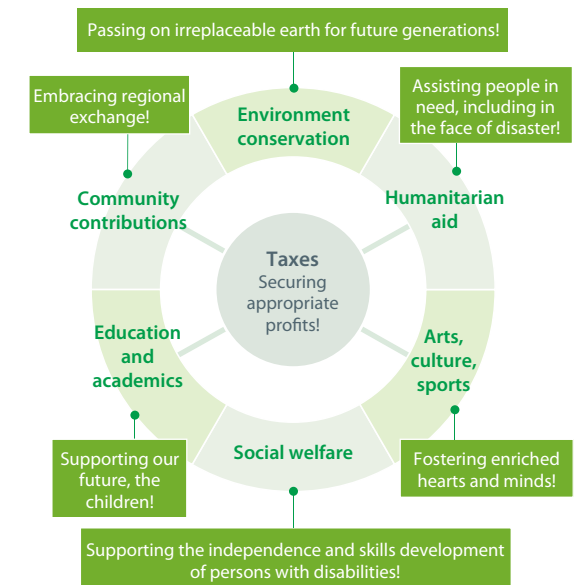 Passing on irreplaceable earth for future generations!
Embracing regional
exchange!
Assisting people in
need, including in
the face of disaster!
Environment
conservation
Community
contributions
Humanitarian
aid
Taxes
Securing
appropriate
profits!
Education
and
academics
Arts,
culture,
sports
Social welfare
Supporting our
future, the
children!
Fostering enriched
hearts and minds!
Supporting the independence and skills development
of persons with disabilities!